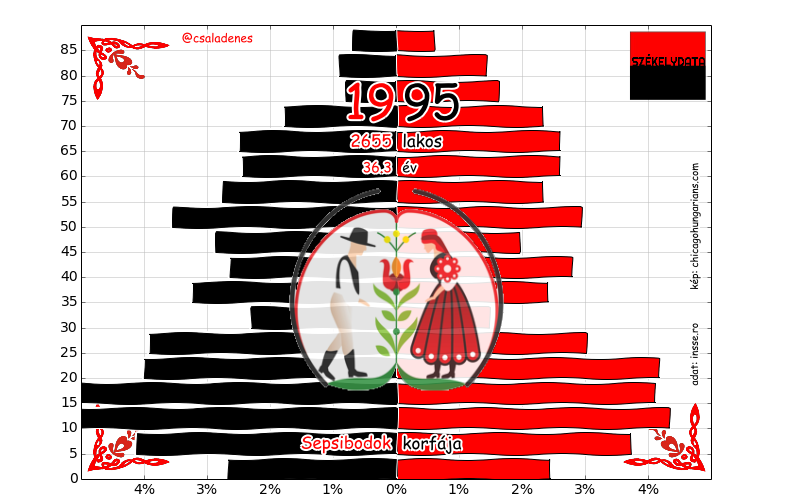 @csaladenes
SZÉKELYDATA
1995
2655 lakos
36.3 év
kép: chicagohungarians.com
adat: insse.ro
Sepsibodok korfája
85
80
75
70
65
60
55
50
45
40
35
30
25
20
15
10
5
0
4% 3% 2% 1% 0% 1% 2% 3% 4%